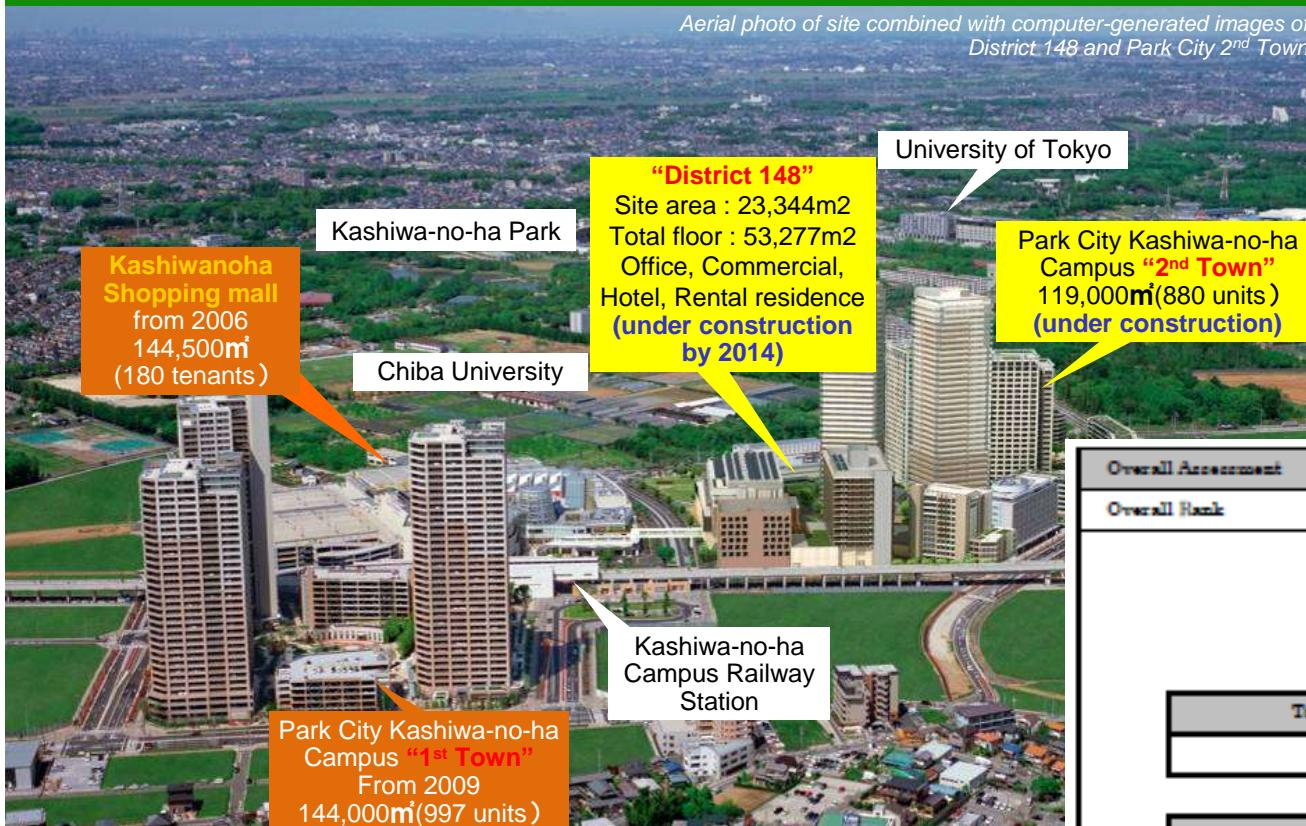 Aerial photo of site combined with computer-generated images of
District 148 and Park City 2nd Town
University of Tokyo
“District 148”
Site area : 23,344m2
Total floor : 53,277m2
Office, Commercial,
Hotel, Rental residence
(under construction
by 2014)
Kashiwa-no-ha Park
Park City Kashiwa-no-ha
Campus “2nd Town”
119,000㎡(880 units）
(under construction)
Kashiwanoha
Shopping mall
from 2006
144,500㎡
(180 tenants）
Chiba University
Overall Assessment
Overall Rank
Kashiwa-no-ha
Campus Railway
Station
Park City Kashiwa-no-ha
Campus “1st Town”
From 2009
144,000㎡(997 units）